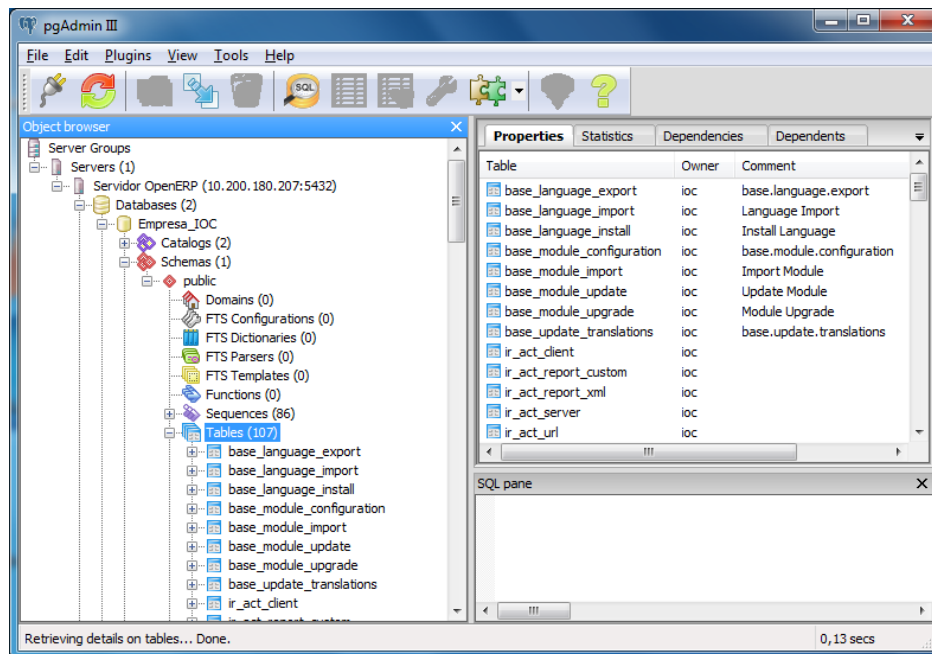 pgAdmin III
File Edit Plugins View Tools Help
SQL
Object browser
Server Groups
Servers (1)
Servidor OpenERP (10.200.180.207:5432)
Databases (2)
Empresa_IOC
Catalogs (2)
Schemas (1)
public
Domains (0)
FTS Configurations (0)
FTS Dictionaries (0)
FTS Parsers (0)
FTS Templates (0)
Functions (0)
Sequences (86)
Tables (107)
base_language_export
base_language_import
base_language_install
base_module_configuration
base_module_import
base_module_update
base_module_upgrade
base_update_translations
ir_act_client
ir_act_report_custom
Properties Statistics Dependencies Dependents
Table Owner Comment
base_language_export ioc base.language.export
base_language_import ioc Language Import
base_language_install ioc Install Language
base_module_configuration ioc base.module.configuration
base_module_import ioc Import Module
base_module_update ioc Update Module
base_module_upgrade ioc Module Upgrade
base_update_translations ioc base.update.translations
ir_act_client ioc
ir_act_report_custom ioc
ir_act_report_xml ioc
ir_act_server ioc
ir_act_url ioc
SQL pane
Retrieving details on tables... Done. 0,13 secs